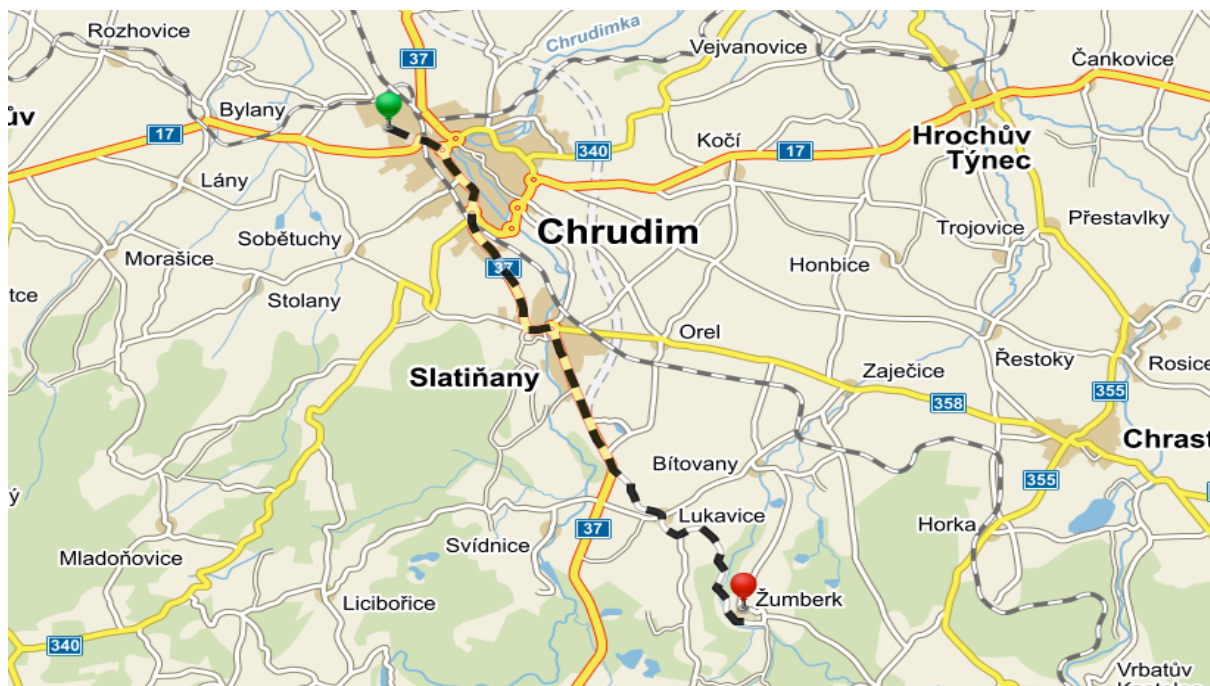 Rozhovice
37
Chrudimka
Vejvanovice
Čankovice
ův
Bylany
17
340
Kočí
17
Hrochův
Týnec
Lány
Sobětuchy
Chrudim
Trojovice
Přestavlky
Morašice
37
Honbice
tce
Stolany
Orel
Řestoky
Rosice
Slatiňany
Zaječice
358
355
Chrast
Bítovany
355
ý
Lukavice
Horka
Svídnice
37
Mladoňovice
Žumberk
Licibořice
340
Vrbatův